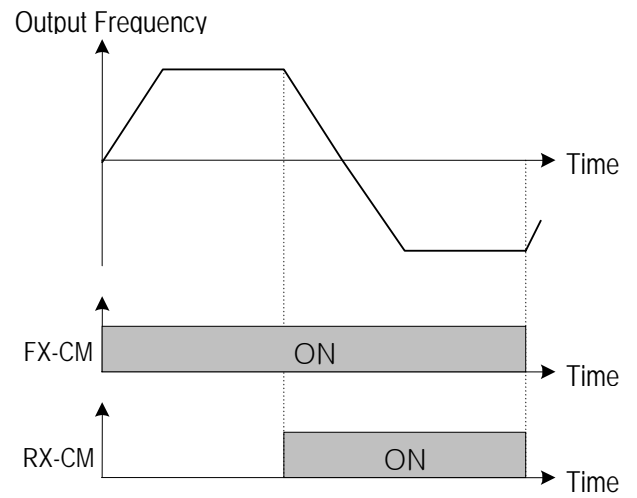 Output Frequency
Time
FX-CM
ON
Time
RX-CM
ON
Time